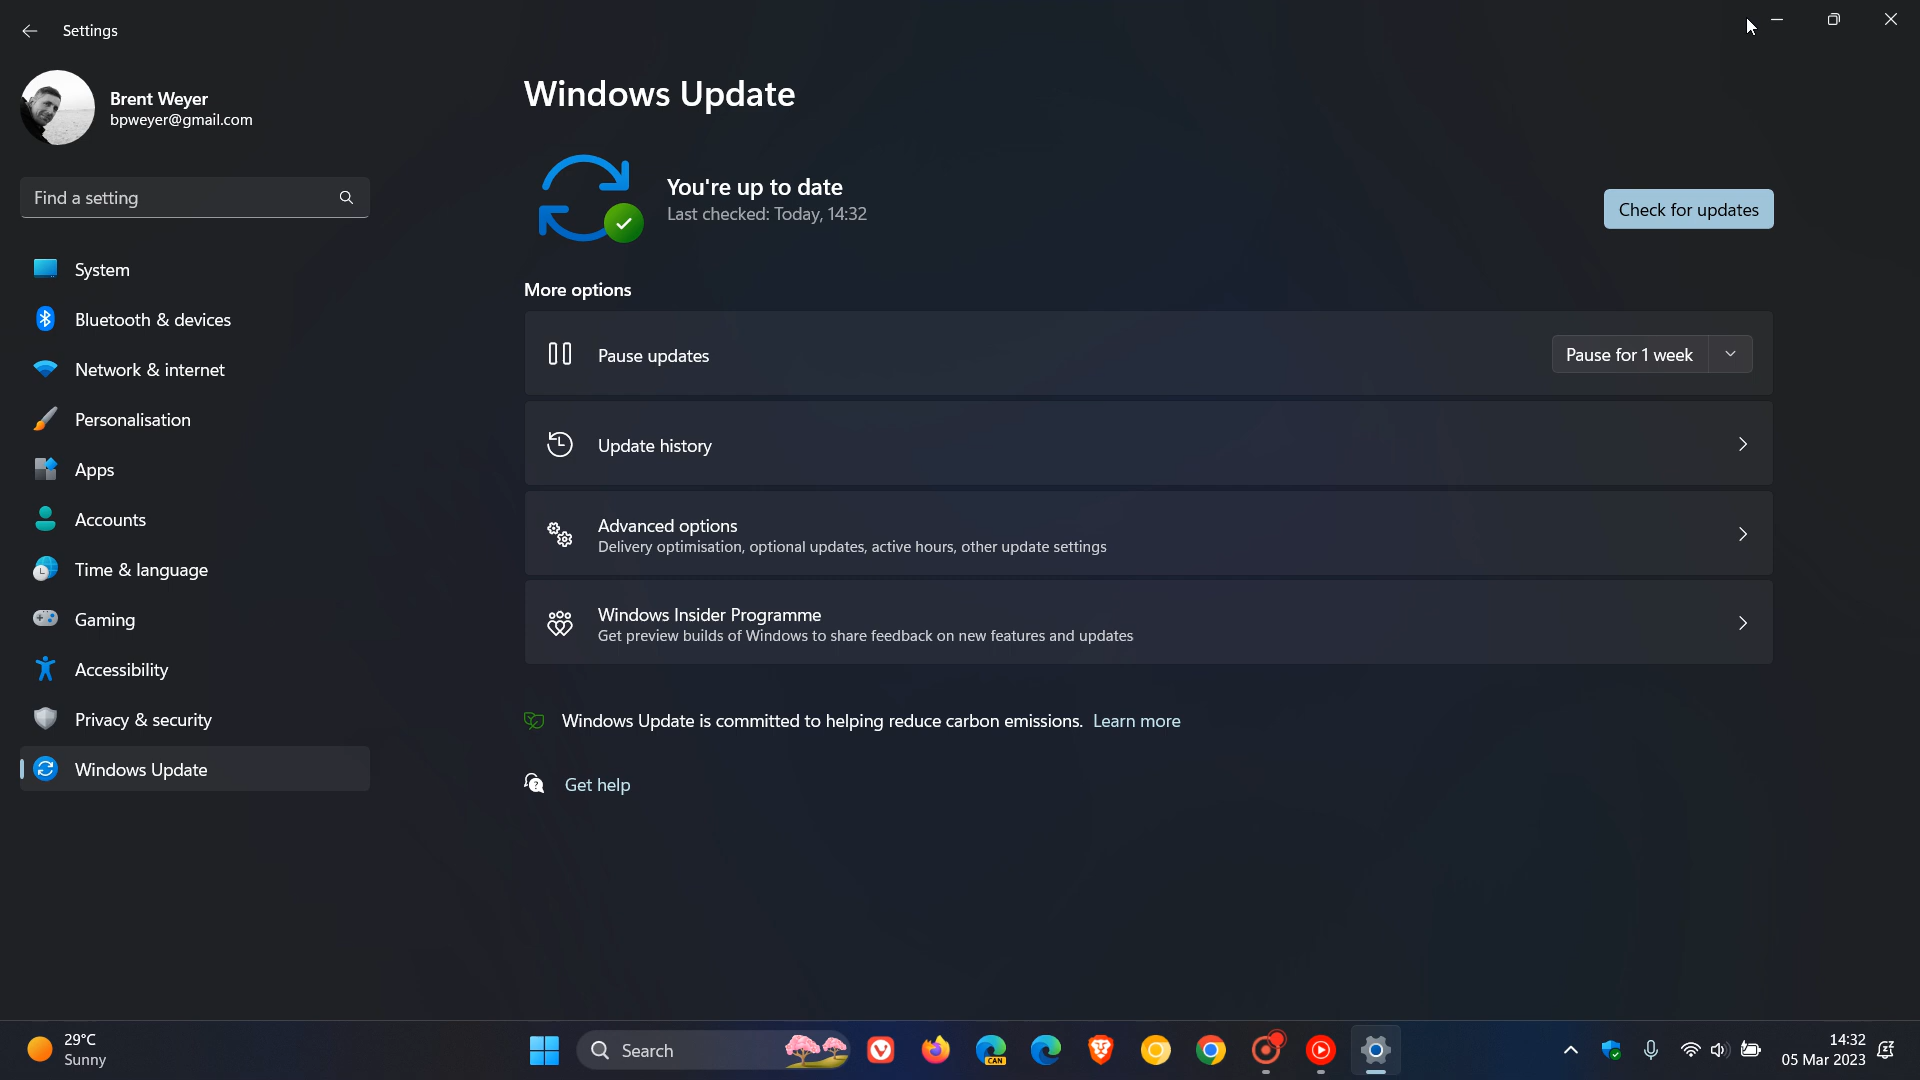 Settings
Brent Weyer
bpweyer@gmail.com
Find a setting
System
Bluetooth & devices
Network & internet
Personalisation
Apps
Accounts
Time & language
Gaming
Accessibility
Privacy & security
Windows Update
Windows Update
You're up to date
Last checked: Today, 14:32
Check for updates
More options
Pause updates
Pause for 1 week
Update history
Advanced options
Delivery optimisation, optional updates, active hours, other update settings
Windows Insider Programme
Get preview builds of Windows to share feedback on new features and updates
Windows Update is committed to helping reduce carbon emissions. Learn more
Get help
29°C
Sunny
Search
CAN
14:32
05 Mar 2023